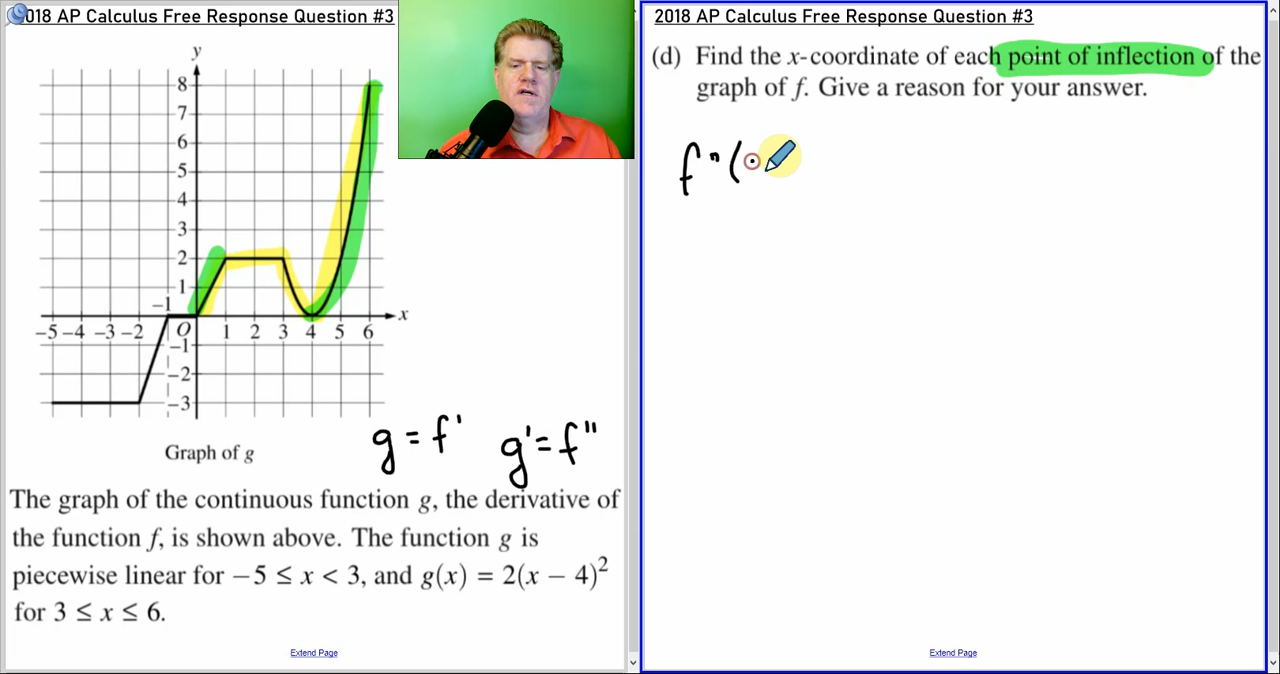 2018 AP Calculus Free Response Question #3
y
8
7
6
5
4
3
2
1
−1
x
−5 −4 −3 −2 O 1 2 3 4 5 6
−1
−2
−3
g = f'
g' = f"
Graph of g
The graph of the continuous function g, the derivative of
the function f, is shown above. The function g is
piecewise linear for −5 ≤ x < 3, and g(x) = 2(x − 4)²
for 3 ≤ x ≤ 6.
Extend Page
2018 AP Calculus Free Response Question #3
(d) Find the x-coordinate of each point of inflection of the
graph of f. Give a reason for your answer.
f"(
Extend Page